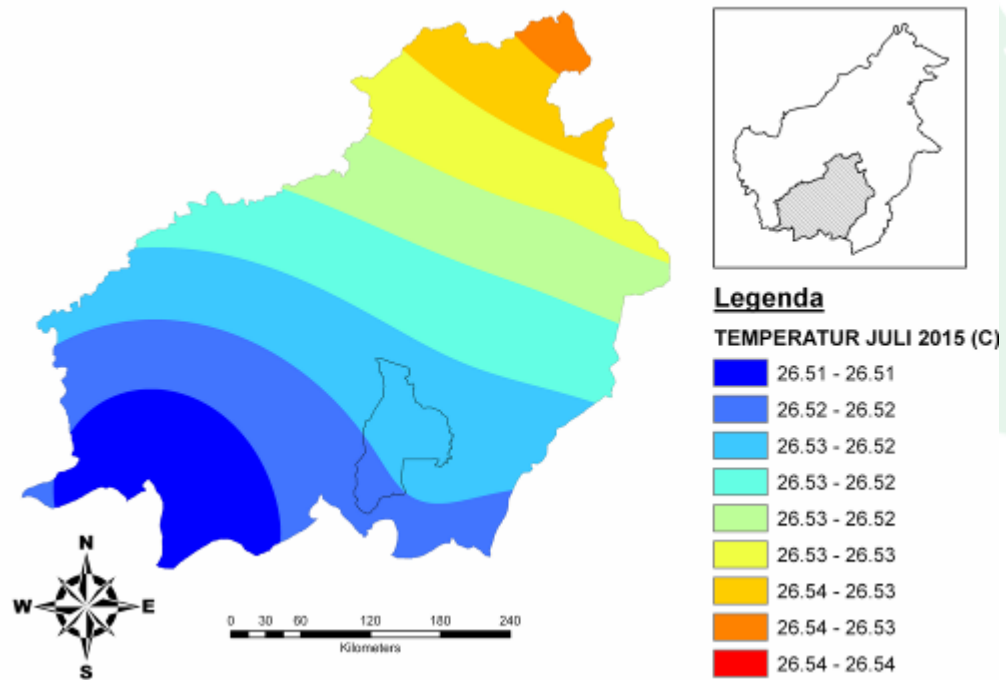 Legenda
TEMPERATUR JULI 2015 (C)
26.51 - 26.51
26.52 - 26.52
26.53 - 26.52
26.53 - 26.52
26.53 - 26.52
26.53 - 26.53
26.54 - 26.53
26.54 - 26.53
26.54 - 26.54
N
W E
S
0 30 60 120 180 240
Kilometers